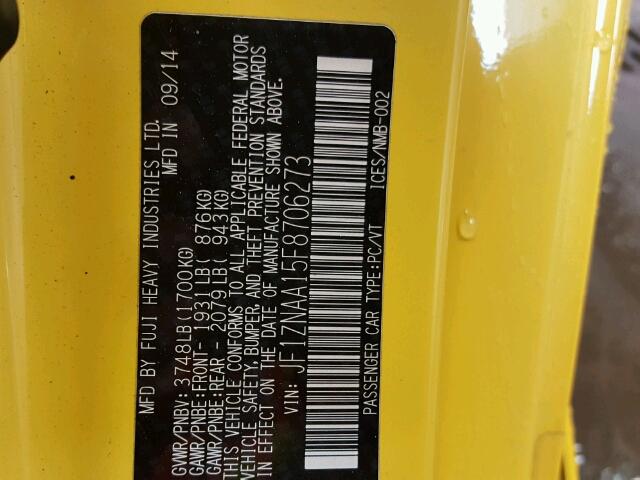 MFD BY FUJI HEAVY INDUSTRIES LTD.
MFD IN 09/14
GVWR/PNBV: 3748LB(1700KG)
GAWR/PNBE:FRONT- 1931LB( 876KG)
GAWR/PNBE:REAR - 2079LB( 943KG)
THIS VEHICLE CONFORMS TO ALL APPLICABLE FEDERAL MOTOR
VEHICLE SAFETY, BUMPER, AND THEFT PREVENTION STANDARDS
IN EFFECT ON THE DATE OF MANUFACTURE SHOWN ABOVE.
VIN: JF1ZNAA15F8706273
PASSENGER CAR TYPE:PC/VT ICES/NMB-002